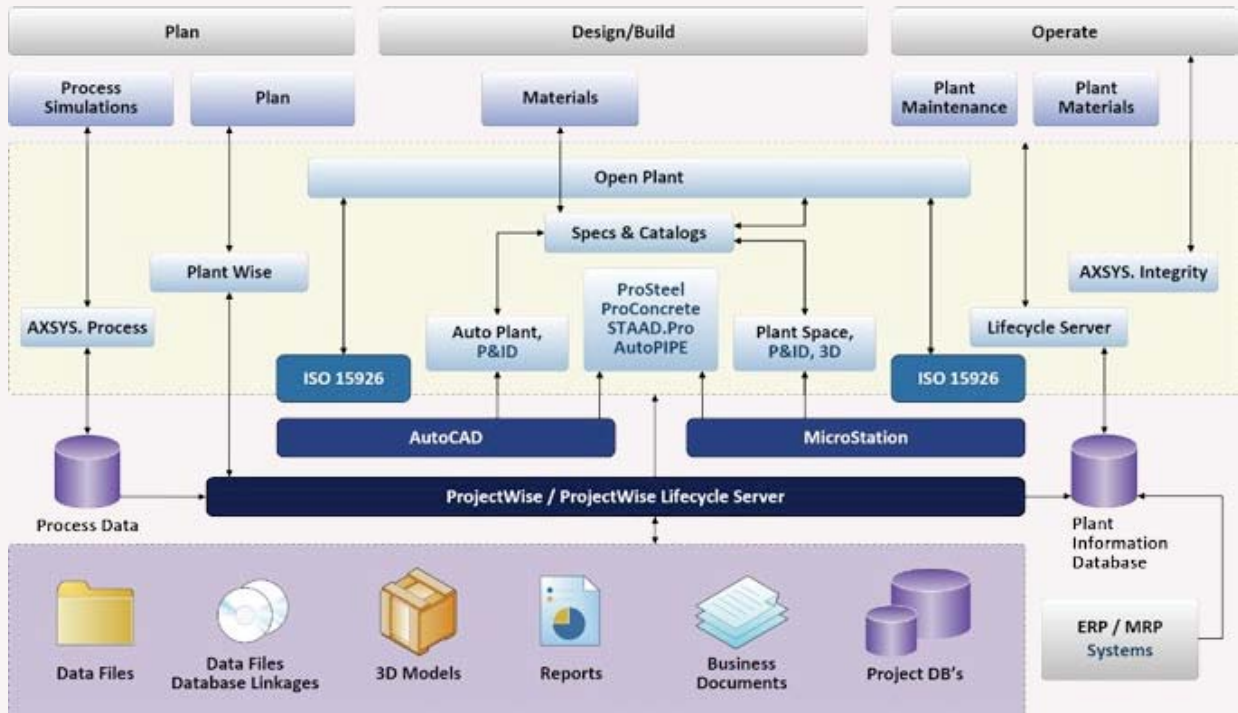 Plan
Design/Build
Operate
Process
Simulations
Plan
Materials
Plant
Maintenance
Plant
Materials
Open Plant
Specs & Catalogs
Plant Wise
AXSYS. Integrity
ProSteel
ProConcrete
STAAD.Pro
AutoPIPE
AXSYS. Process
Auto Plant,
P&ID
Plant Space,
P&ID, 3D
Lifecycle Server
ISO 15926
ISO 15926
AutoCAD
MicroStation
ProjectWise / ProjectWise Lifecycle Server
Process Data
Plant
Information
Database
Data Files
Data Files
Database Linkages
3D Models
Reports
Business
Documents
Project DB's
ERP / MRP
Systems